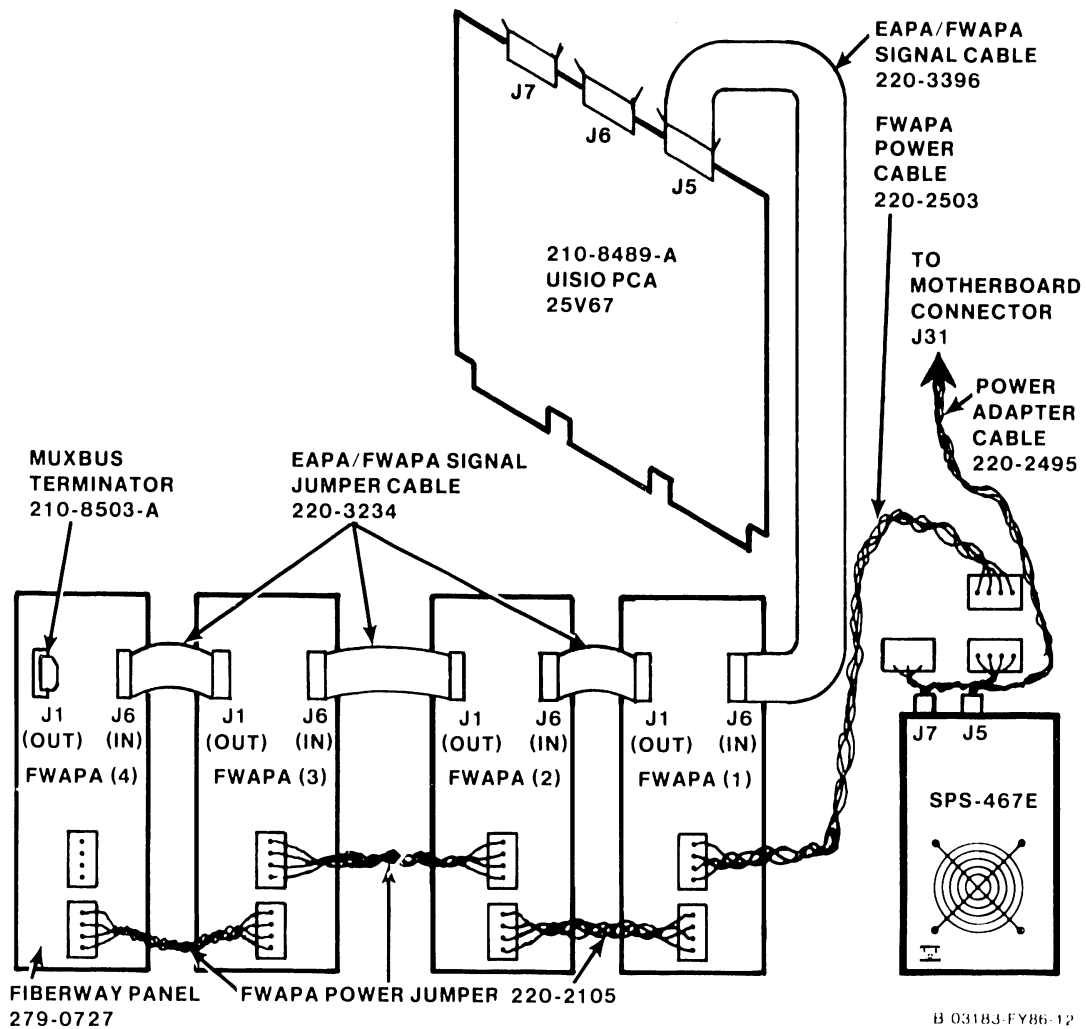 EAPA/FWAPA
SIGNAL CABLE
220-3396
J7
J6
J5
FWAPA
POWER
CABLE
220-2503
210-8489-A
UISIO PCA
25V67
TO
MOTHERBOARD
CONNECTOR
J31
POWER
ADAPTER
CABLE
220-2495
MUXBUS
TERMINATOR
210-8503-A
EAPA/FWAPA SIGNAL
JUMPER CABLE
220-3234
J1 J6 J1 J6 J1 J6 J1 J6
(OUT) (IN) (OUT) (IN) (OUT) (IN) (OUT) (IN)
FWAPA (4) FWAPA (3) FWAPA (2) FWAPA (1)
J7 J5
SPS-467E
FIBERWAY PANEL
279-0727
FWAPA POWER JUMPER 220-2105
B 03183-FY86-12